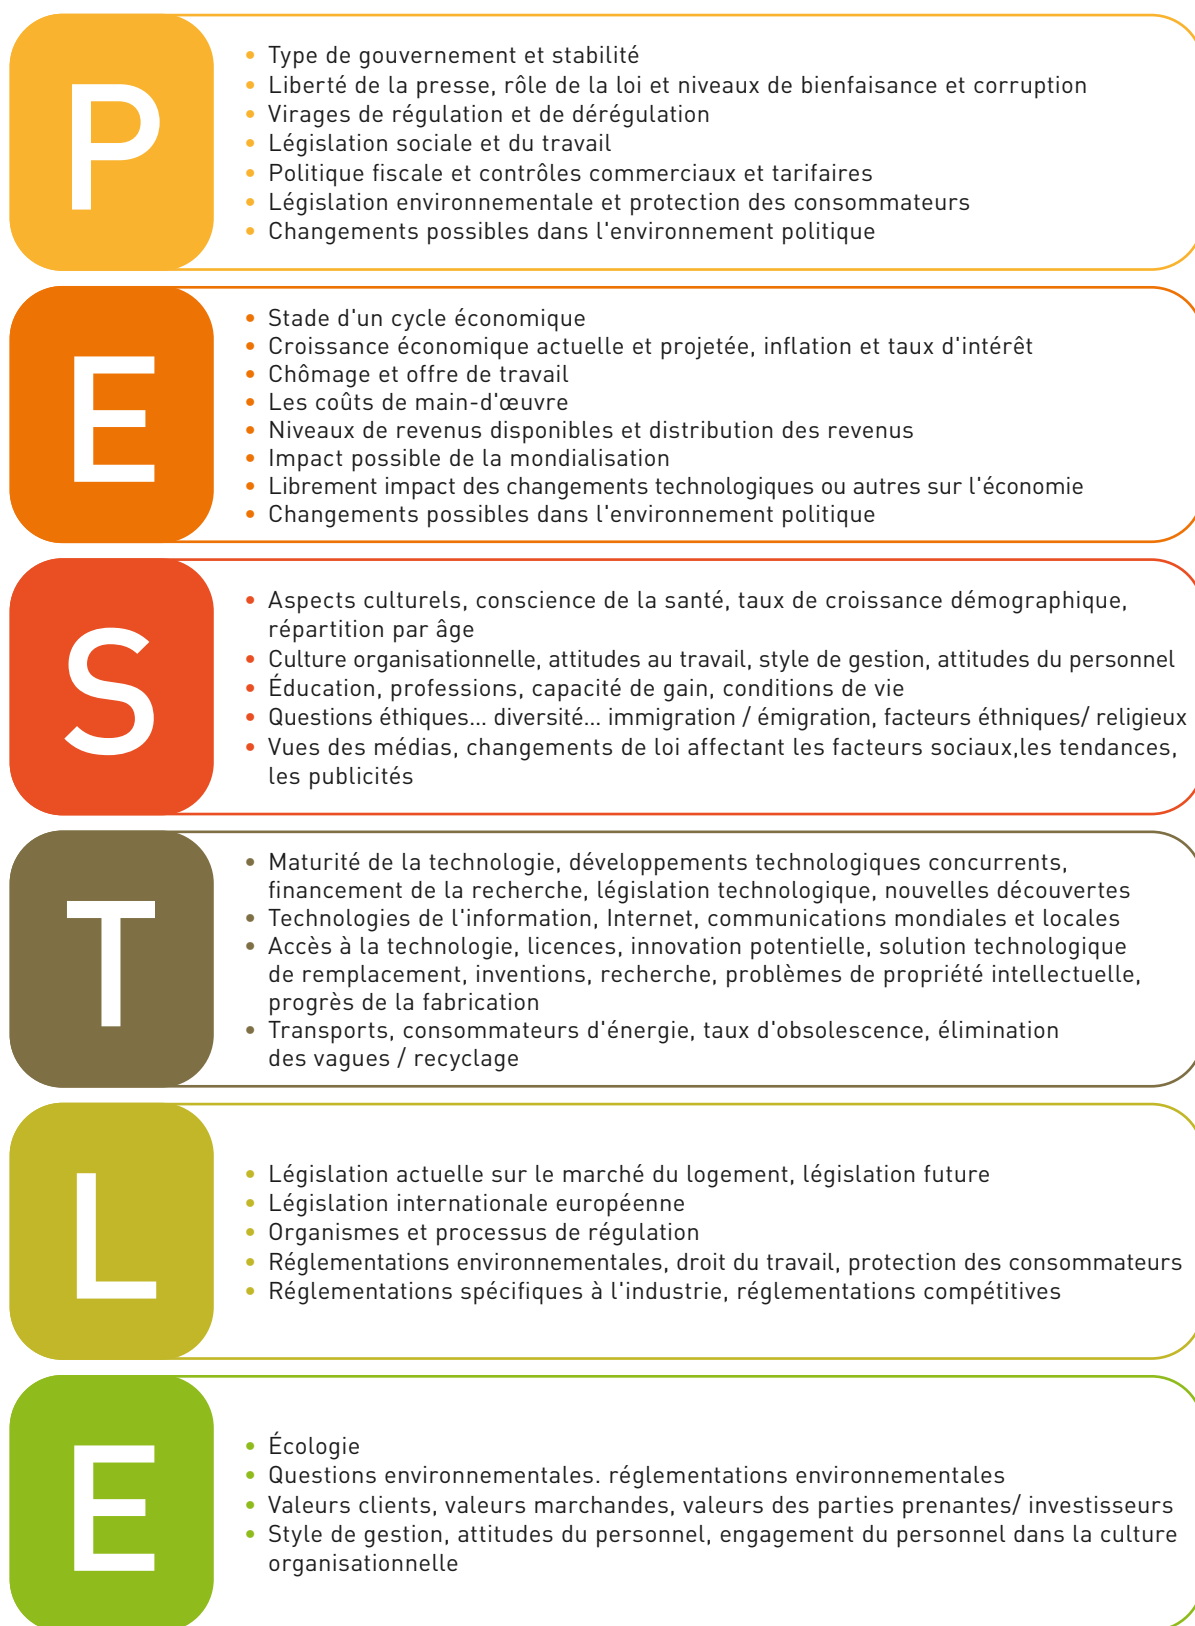 P
• Type de gouvernement et stabilité
• Liberté de la presse, rôle de la loi et niveaux de bienfaisance et corruption
• Virages de régulation et de dérégulation
• Législation sociale et du travail
• Politique fiscale et contrôles commerciaux et tarifaires
• Législation environnementale et protection des consommateurs
• Changements possibles dans l'environnement politique
E
• Stade d'un cycle économique
• Croissance économique actuelle et projetée, inflation et taux d'intérêt
• Chômage et offre de travail
• Les coûts de main-d'œuvre
• Niveaux de revenus disponibles et distribution des revenus
• Impact possible de la mondialisation
• Librement impact des changements technologiques ou autres sur l'économie
• Changements possibles dans l'environnement politique
S
• Aspects culturels, conscience de la santé, taux de croissance démographique,
répartition par âge
• Culture organisationnelle, attitudes au travail, style de gestion, attitudes du personnel
• Éducation, professions, capacité de gain, conditions de vie
• Questions éthiques... diversité... immigration / émigration, facteurs éthniques/ religieux
• Vues des médias, changements de loi affectant les facteurs sociaux,les tendances,
les publicités
T
• Maturité de la technologie, développements technologiques concurrents,
financement de la recherche, législation technologique, nouvelles découvertes
• Technologies de l'information, Internet, communications mondiales et locales
• Accès à la technologie, licences, innovation potentielle, solution technologique
de remplacement, inventions, recherche, problèmes de propriété intellectuelle,
progrès de la fabrication
• Transports, consommateurs d'énergie, taux d'obsolescence, élimination
des vagues / recyclage
L
• Législation actuelle sur le marché du logement, législation future
• Législation internationale européenne
• Organismes et processus de régulation
• Réglementations environnementales, droit du travail, protection des consommateurs
• Réglementations spécifiques à l'industrie, réglementations compétitives
E
• Écologie
• Questions environnementales. réglementations environnementales
• Valeurs clients, valeurs marchandes, valeurs des parties prenantes/ investisseurs
• Style de gestion, attitudes du personnel, engagement du personnel dans la culture
organisationnelle